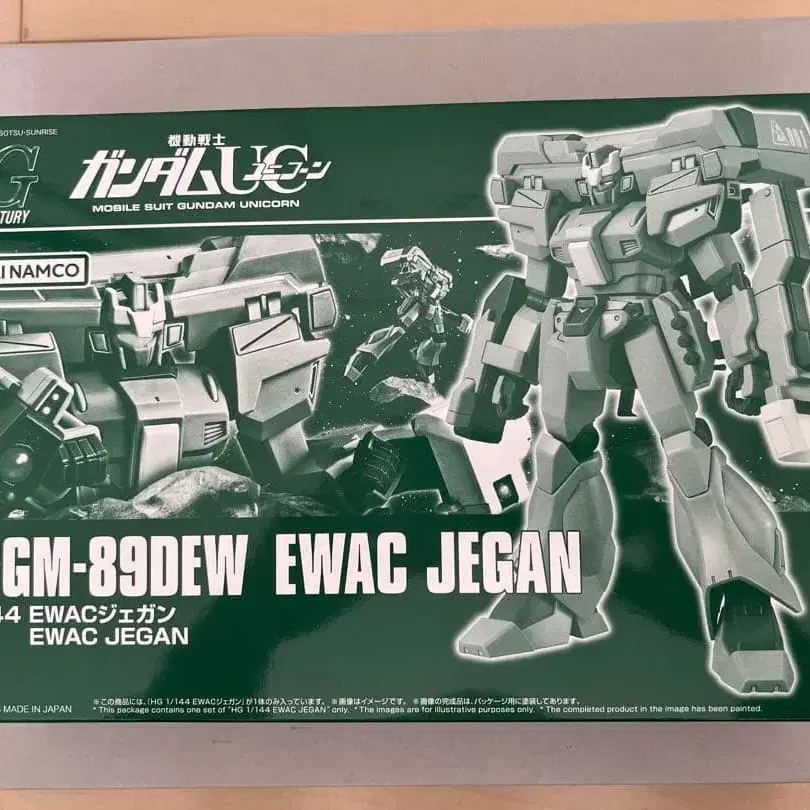 SOTSU·SUNRISE
G
TURY
機動戦士
ガンダムUC
ユニコーン
MOBILE SUIT GUNDAM UNICORN
I NAMCO
GM-89DEW EWAC JEGAN
44 EWACジェガン
EWAC JEGAN
※この商品には、「HG 1/144 EWACジェガン」が1体のみ入っています。 ※画像はイメージです。 ※画像の完成品は、パッケージ用に塗装してあります。
* This package contains one set of "HG 1/144 EWAC JEGAN" only. * The images are for illustrative purposes only. * The completed product in the image has been painted.
S MADE IN JAPAN